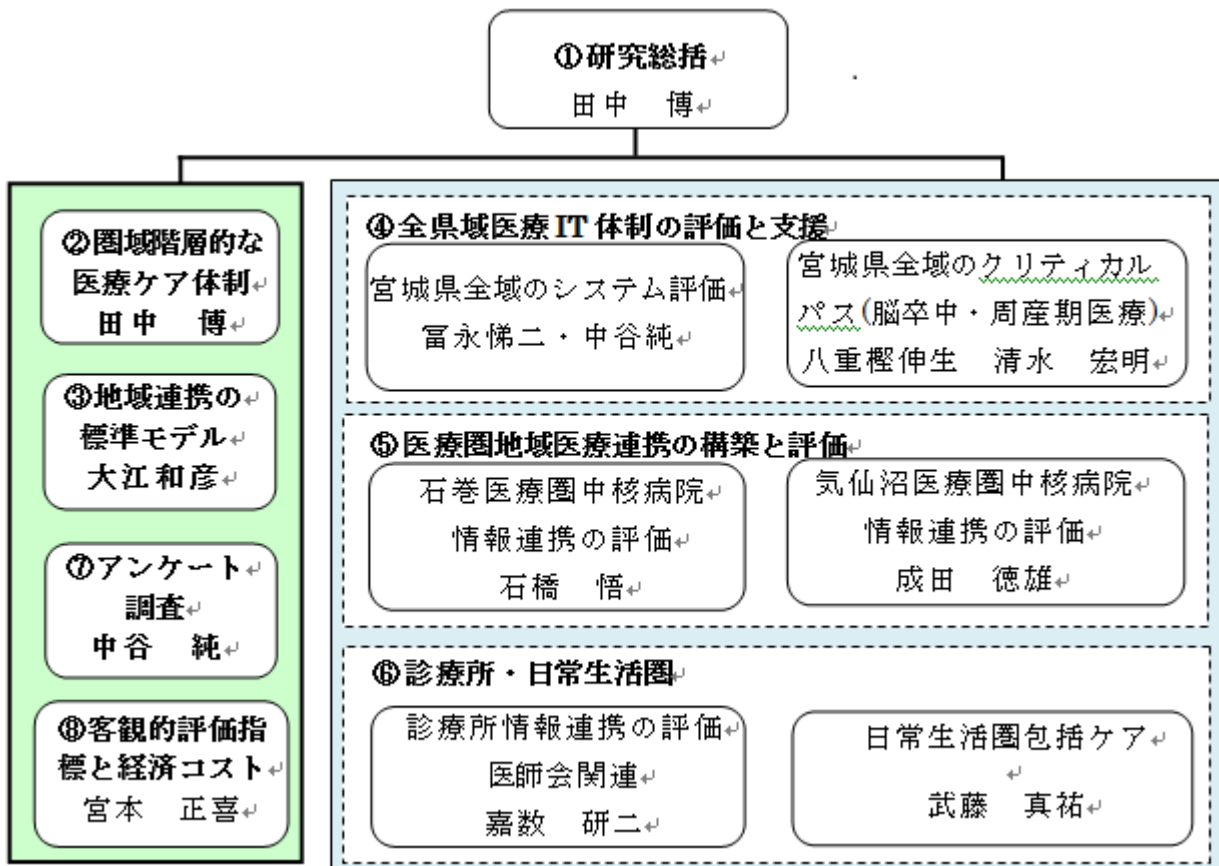 ①研究総括
田中　博
②圏域階層的な
医療ケア体制
田中　博
③地域連携の
標準モデル
大江和彦
⑦アンケート
調査
中谷　純
⑧客観的評価指
標と経済コスト
宮本　正喜
④全県域医療IT体制の評価と支援
宮城県全域のシステム評価
冨永悌二・中谷純
宮城県全域のクリティカル
パス(脳卒中・周産期医療)
八重樫伸生　清水　宏明
⑤医療圏地域医療連携の構築と評価
石巻医療圏中核病院
情報連携の評価
石橋　悟
気仙沼医療圏中核病院
情報連携の評価
成田　徳雄
⑥診療所・日常生活圏
診療所情報連携の評価
医師会関連
嘉数　研二
日常生活圏包括ケア
武藤　真祐